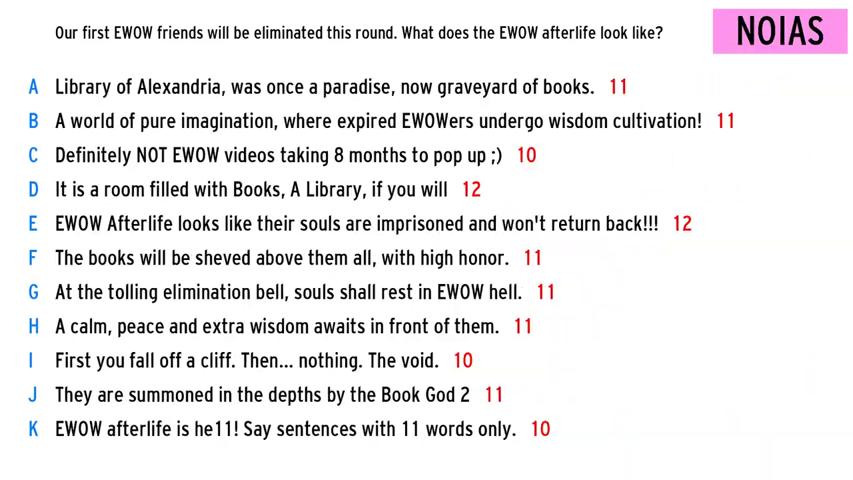 Our first EWOW friends will be eliminated this round. What does the EWOW afterlife look like?
NOIAS
A Library of Alexandria, was once a paradise, now graveyard of books. 11
B A world of pure imagination, where expired EWOWers undergo wisdom cultivation! 11
C Definitely NOT EWOW videos taking 8 months to pop up ;) 10
D It is a room filled with Books, A Library, if you will 12
E EWOW Afterlife looks like their souls are imprisoned and won't return back!!! 12
F The books will be sheved above them all, with high honor. 11
G At the tolling elimination bell, souls shall rest in EWOW hell. 11
H A calm, peace and extra wisdom awaits in front of them. 11
I First you fall off a cliff. Then... nothing. The void. 10
J They are summoned in the depths by the Book God 2 11
K EWOW afterlife is he11! Say sentences with 11 words only. 10